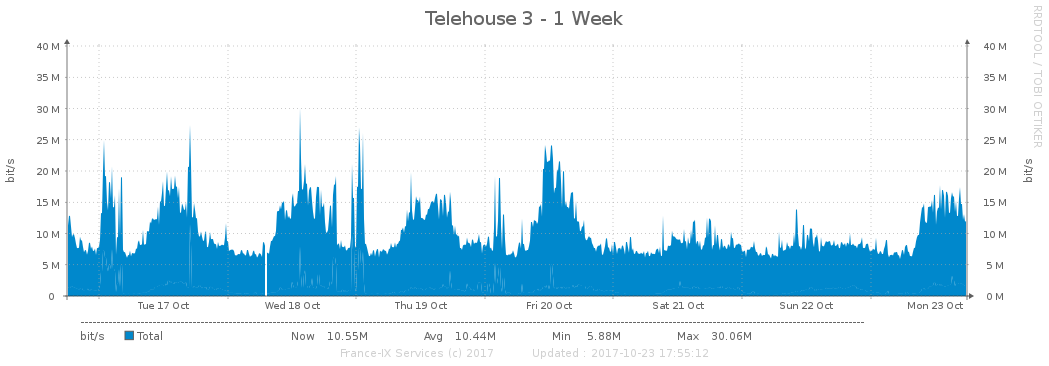 Telehouse 3 - 1 Week
RRDTOOL / TOBI OETIKER
bit/s
bit/s
40 M 40 M
35 M 35 M
30 M 30 M
25 M 25 M
20 M 20 M
15 M 15 M
10 M 10 M
5 M 5 M
0 0 M
Tue 17 Oct Wed 18 Oct Thu 19 Oct Fri 20 Oct Sat 21 Oct Sun 22 Oct Mon 23 Oct
bit/s Total Now 10.55M Avg 10.44M Min 5.88M Max 30.06M
France-IX Services (c) 2017 Updated : 2017-10-23 17:55:12